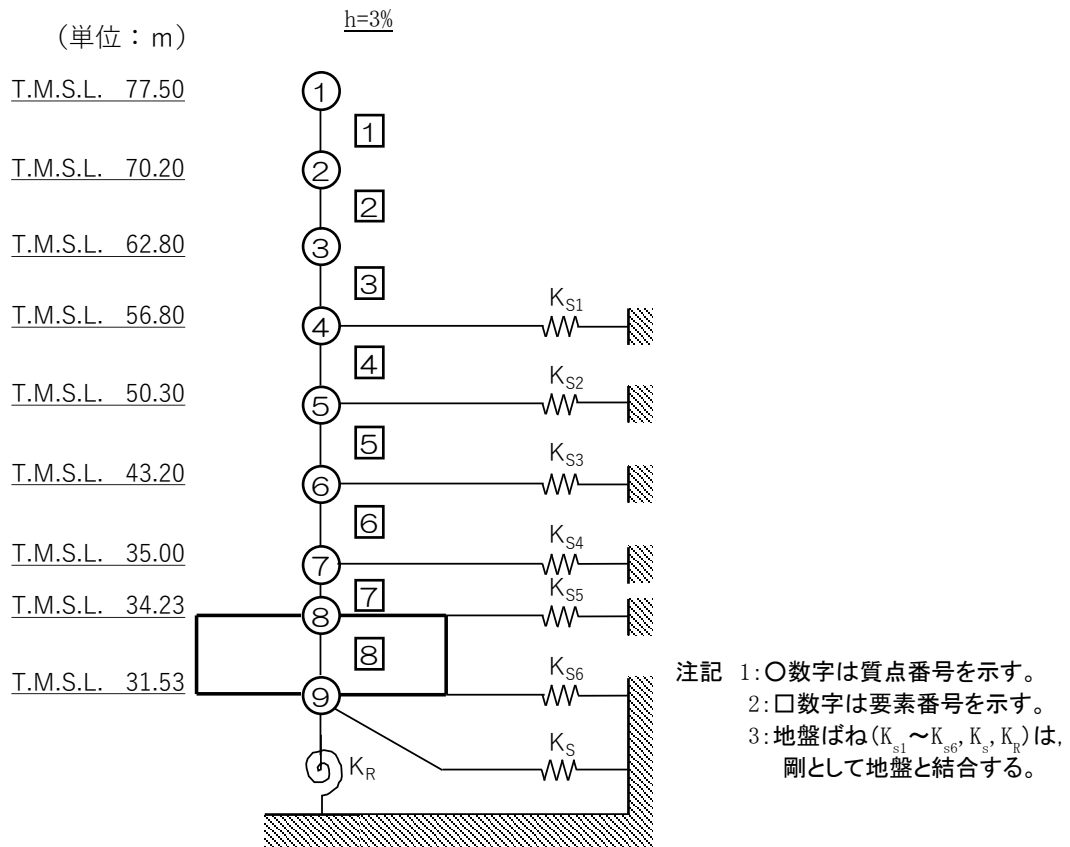 h=3%
(単位：m)
T.M.S.L. 77.50
①
1
T.M.S.L. 70.20
②
2
T.M.S.L. 62.80
③
3
T.M.S.L. 56.80
④
KS1
4
T.M.S.L. 50.30
⑤
KS2
5
T.M.S.L. 43.20
⑥
KS3
6
T.M.S.L. 35.00
⑦
KS4
7
T.M.S.L. 34.23
⑧
KS5
8
T.M.S.L. 31.53
⑨
KS6
KS
KR
注記 1:○数字は質点番号を示す。
2:□数字は要素番号を示す。
3:地盤ばね(Ks1～Ks6,Ks,KR)は,
剛として地盤と結合する。